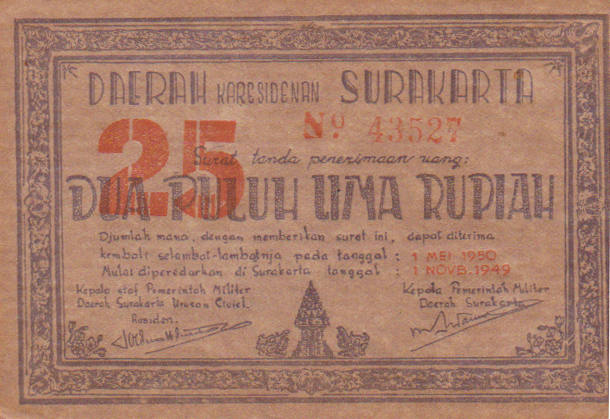 DAERAH KARESIDENAN SURAKARTA
25
No 43527
Surat tanda penerimaan uang:
DUA PULUH LIMA RUPIAH
Djumlah mana, dengan memberikan surat ini, dapat diterima
kembali selambat-lambatnja pada tanggal : 1 MEI 1950
Mulai diperedarkan di Surakarta tanggal : 1 NOVB. 1949
Kepala staf Pemerintah Militer
Daerah Surakarta Urusan Civiel.
Residen.
Kepala Pemerintah Militer
Daerah Surakarta